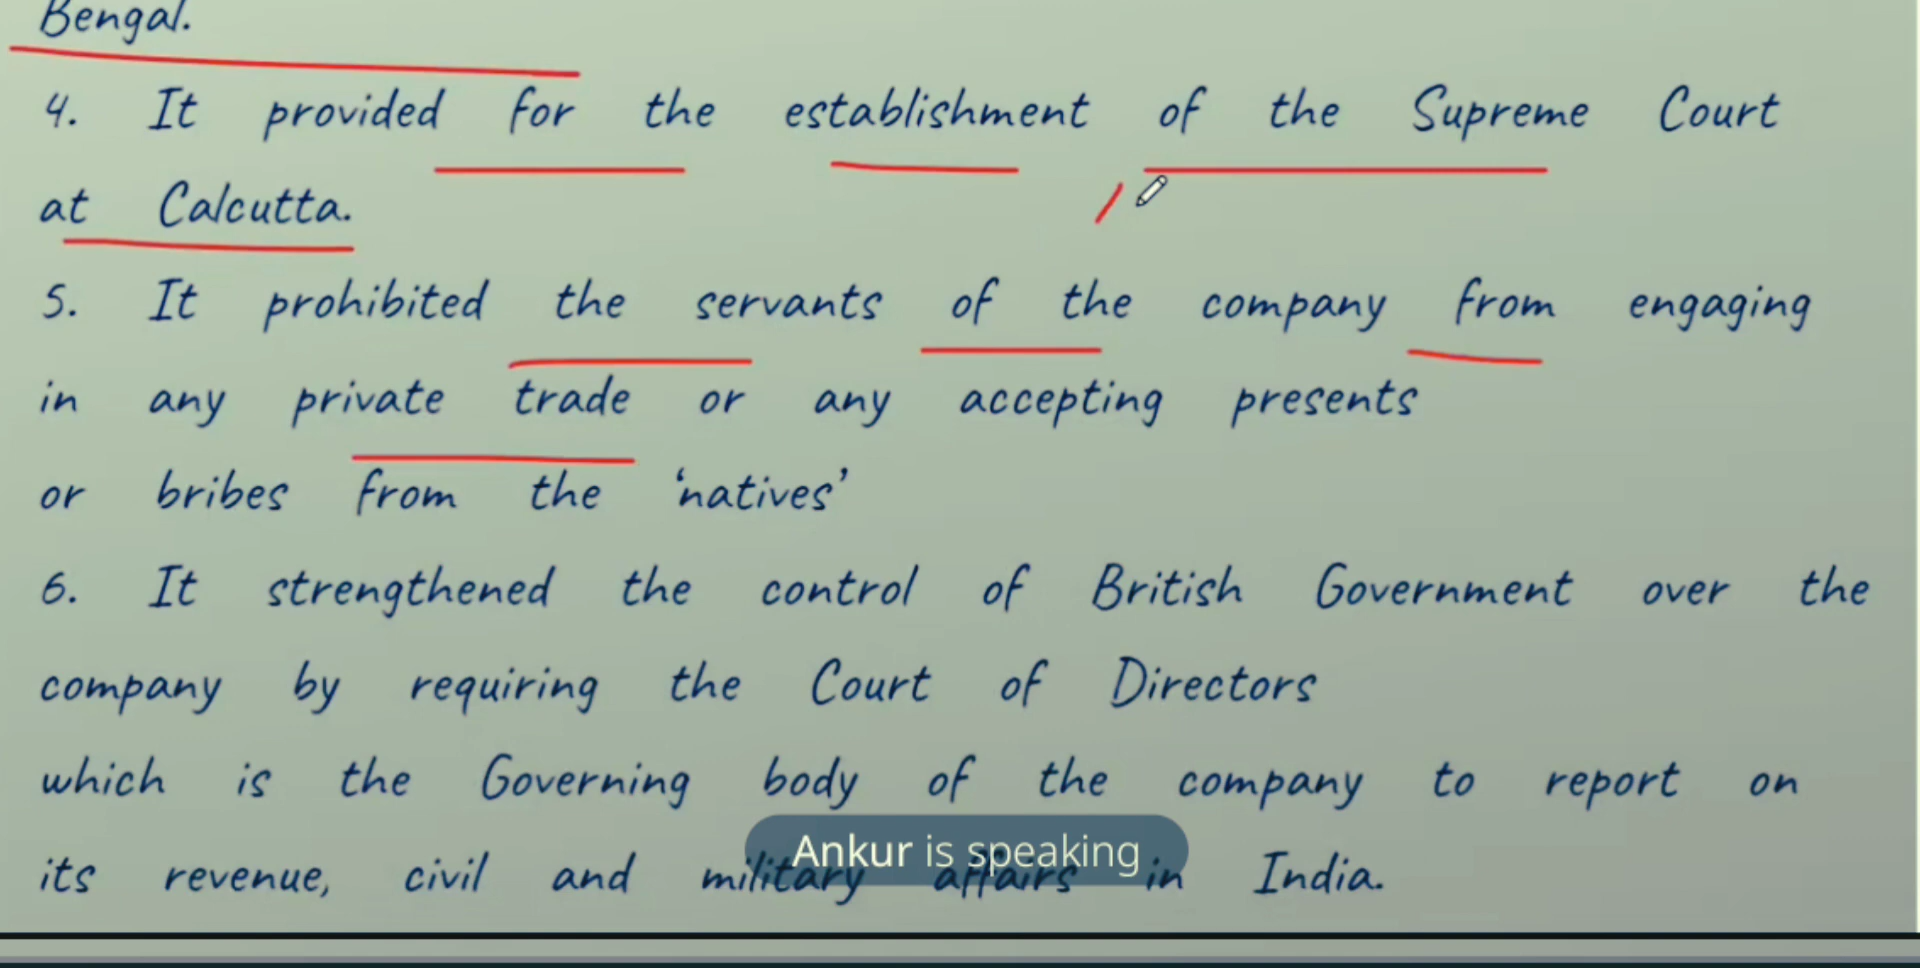 Bengal.
4. It provided for the establishment of the Supreme Court
at Calcutta.
5. It prohibited the servants of the company from engaging
in any private trade or any accepting presents
or bribes from the ‘natives’
6. It strengthened the control of British Government over the
company by requiring the Court of Directors
which is the Governing body of the company to report on
Ankur is speaking
its revenue, civil and military affairs in India.